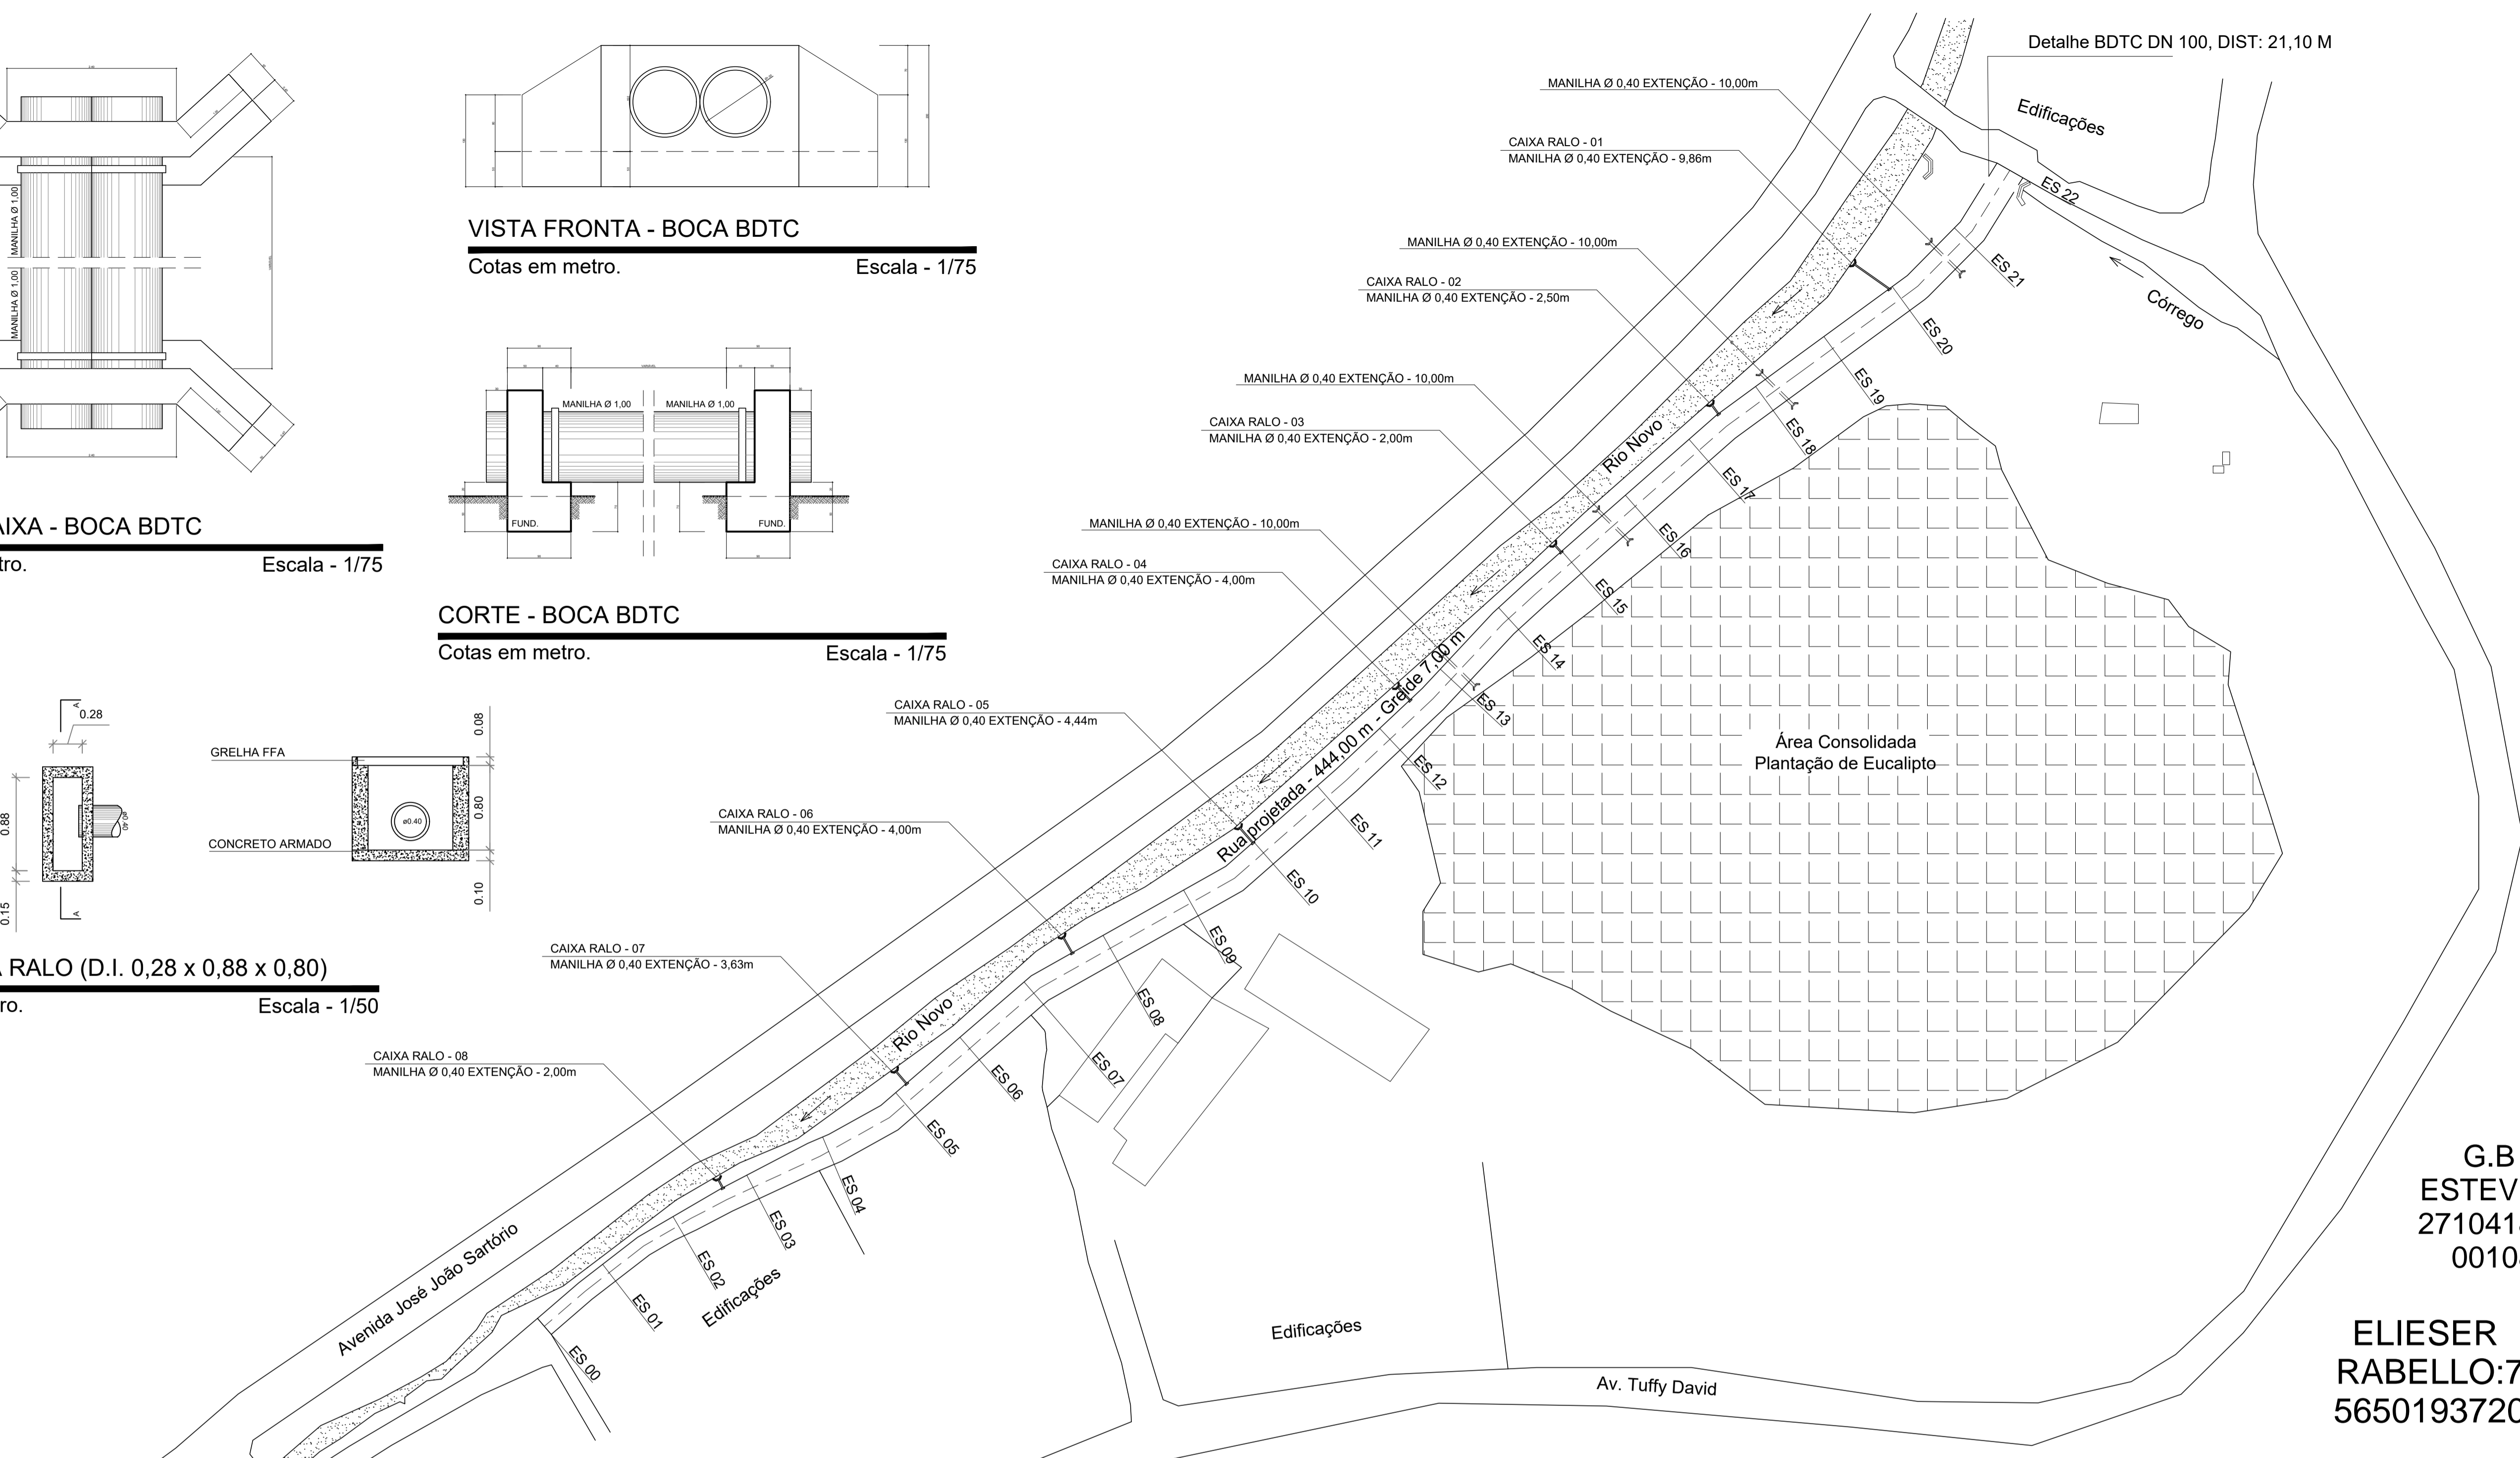 Detalhe BDTC DN 100, DIST: 21,10 M
MANILHA Ø 0,40 EXTENÇÃO - 10,00m
Edificações
CAIXA RALO - 01
MANILHA Ø 0,40 EXTENÇÃO - 9,86m
MANILHA Ø 1,00
MANILHA Ø 1,00
VISTA FRONTA - BOCA BDTC
Cotas em metro.
Escala - 1/75
MANILHA Ø 0,40 EXTENÇÃO - 10,00m
CAIXA RALO - 02
MANILHA Ø 0,40 EXTENÇÃO - 2,50m
ES 22
ES 21
Córrego
ES 20
ES 19
MANILHA Ø 0,40 EXTENÇÃO - 10,00m
CAIXA RALO - 03
MANILHA Ø 0,40 EXTENÇÃO - 2,00m
Rio Novo
ES 18
ES 17
MANILHA Ø 1,00
MANILHA Ø 1,00
FUND.
FUND.
AIXA - BOCA BDTC
tro.
Escala - 1/75
MANILHA Ø 0,40 EXTENÇÃO - 10,00m
CAIXA RALO - 04
MANILHA Ø 0,40 EXTENÇÃO - 4,00m
ES 16
ES 15
ES 14
ES 13
CORTE - BOCA BDTC
Cotas em metro.
Escala - 1/75
CAIXA RALO - 05
MANILHA Ø 0,40 EXTENÇÃO - 4,44m
Rua projetada - 444,00 m - Greide 7,00 m
Área Consolidada
Plantação de Eucalipto
ES 12
ES 11
ES 10
A
0.28
0.88
0.15
ø0.40
A
GRELHA FFA
CONCRETO ARMADO
ø0.40
0.08
0.80
0.10
CAIXA RALO - 06
MANILHA Ø 0,40 EXTENÇÃO - 4,00m
A RALO (D.I. 0,28 x 0,88 x 0,80)
ro.
Escala - 1/50
CAIXA RALO - 07
MANILHA Ø 0,40 EXTENÇÃO - 3,63m
Rio Novo
ES 09
ES 08
ES 07
ES 06
ES 05
CAIXA RALO - 08
MANILHA Ø 0,40 EXTENÇÃO - 2,00m
ES 04
ES 03
ES 02
ES 01
ES 00
Avenida José João Sartório
Edificações
Edificações
Av. Tuffy David
G.B
ESTEV
271041
0010
ELIESER
RABELLO:7
5650193720